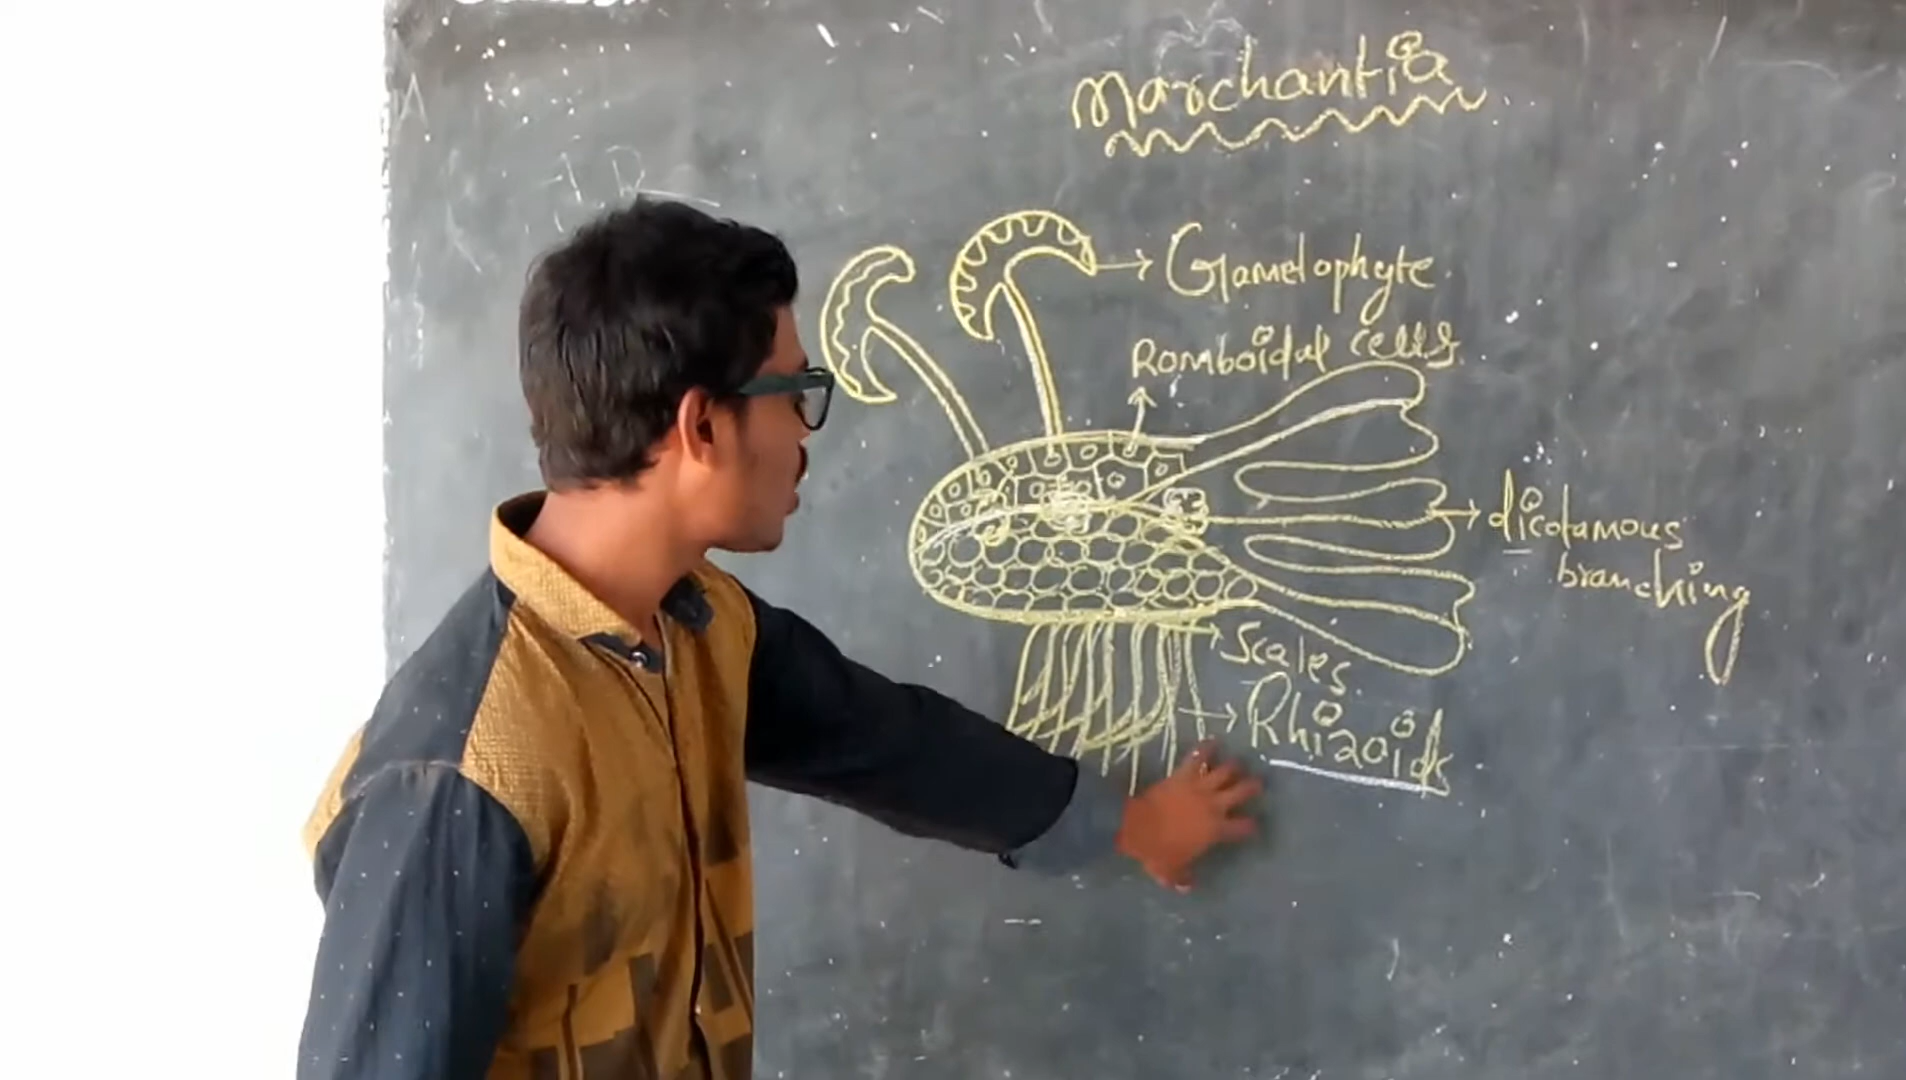 Marchantia
Gametophyte
Romboidal cells
dicotamous
branching
Scales
Rhizoids